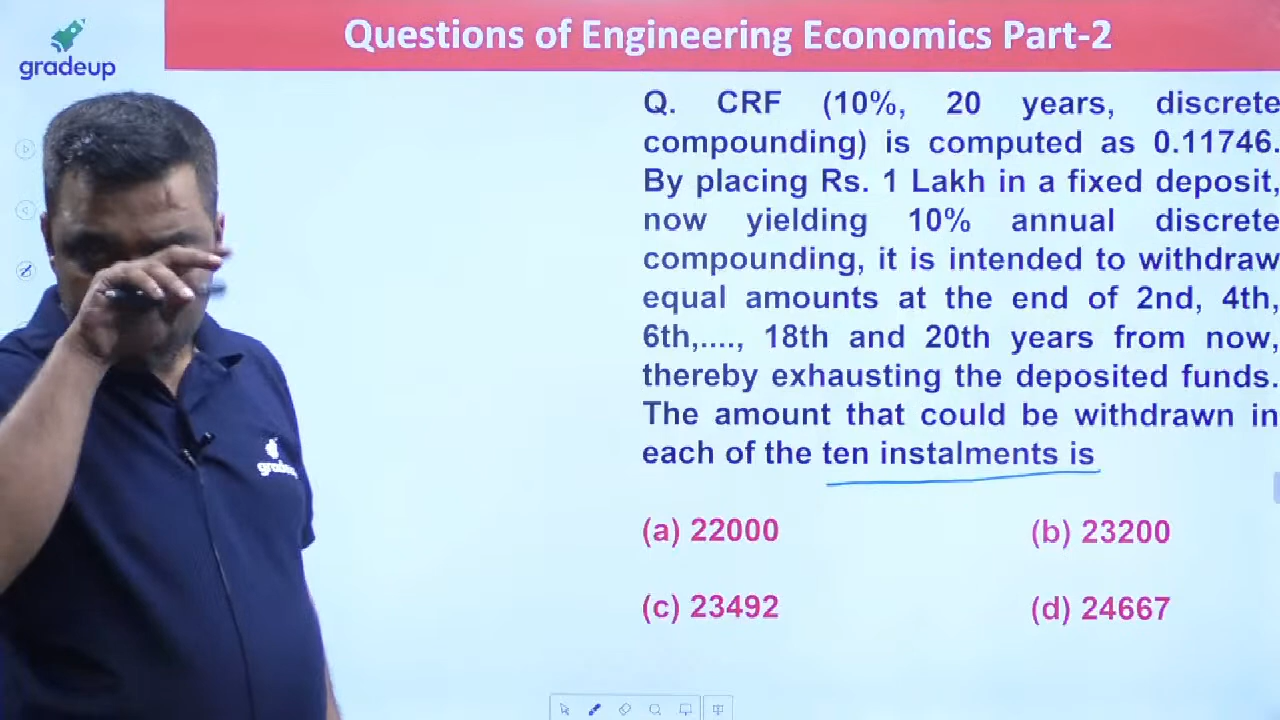 Questions of Engineering Economics Part-2
gradeup
Q. CRF (10%, 20 years, discrete
compounding) is computed as 0.11746.
By placing Rs. 1 Lakh in a fixed deposit,
now yielding 10% annual discrete
compounding, it is intended to withdraw
equal amounts at the end of 2nd, 4th,
6th,...., 18th and 20th years from now,
thereby exhausting the deposited funds.
The amount that could be withdrawn in
each of the ten instalments is
(a) 22000 (b) 23200
(c) 23492 (d) 24667
gradeup